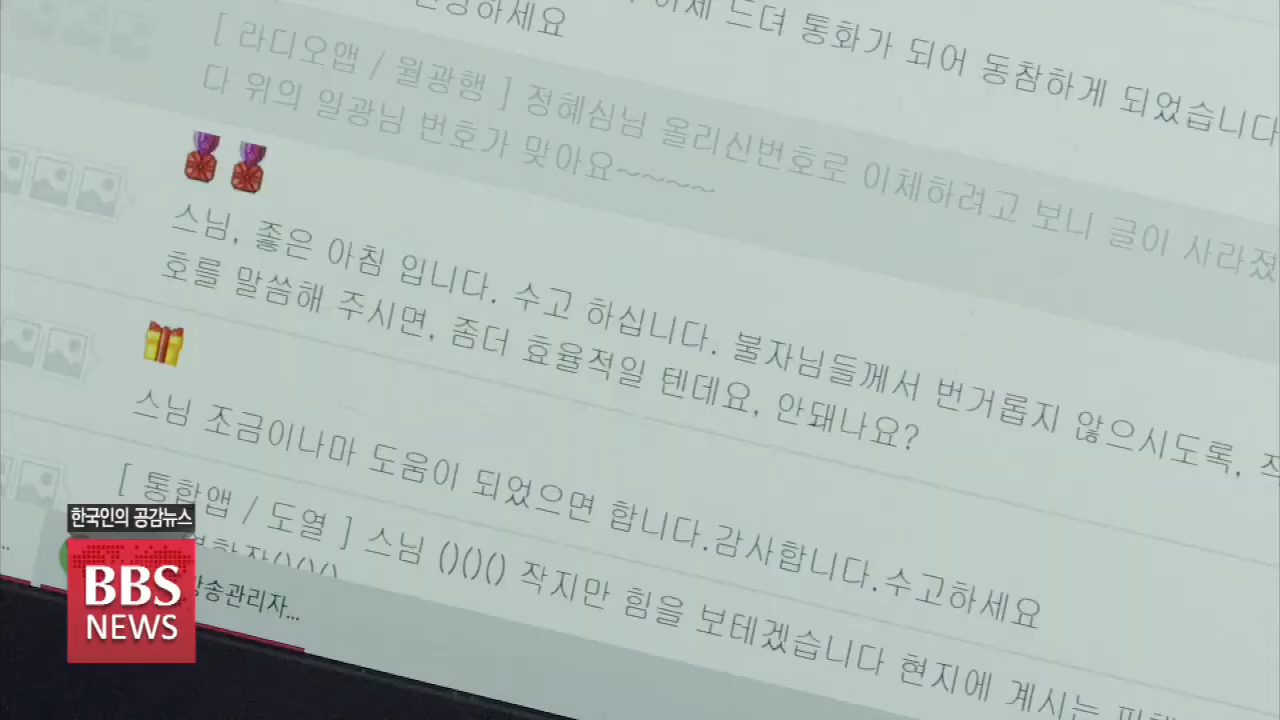 이제 드뎌 통화가 되어 동참하게 되었습니다
하세요
[ 라디오앱 / 월광행 ] 정혜심님 올리신번호로 이체하려고 보니 글이 사라졌
다 위의 일광님 번호가 맞아요~~~~~
스님, 좋은 아침 입니다. 수고 하십니다. 불자님들께서 번거롭지 않으시도록,
호를 말씀해 주시면, 좀더 효율적일 텐데요, 안돼나요?
스님 조금이나마 도움이 되었으면 합니다.감사합니다.수고하세요
[ 통합앱 / 도열 ] 스님 ()()() 작지만 힘을 보테겠습니다 현지에 계시는
송관리자...
한국인의 공감뉴스
BBS
NEWS